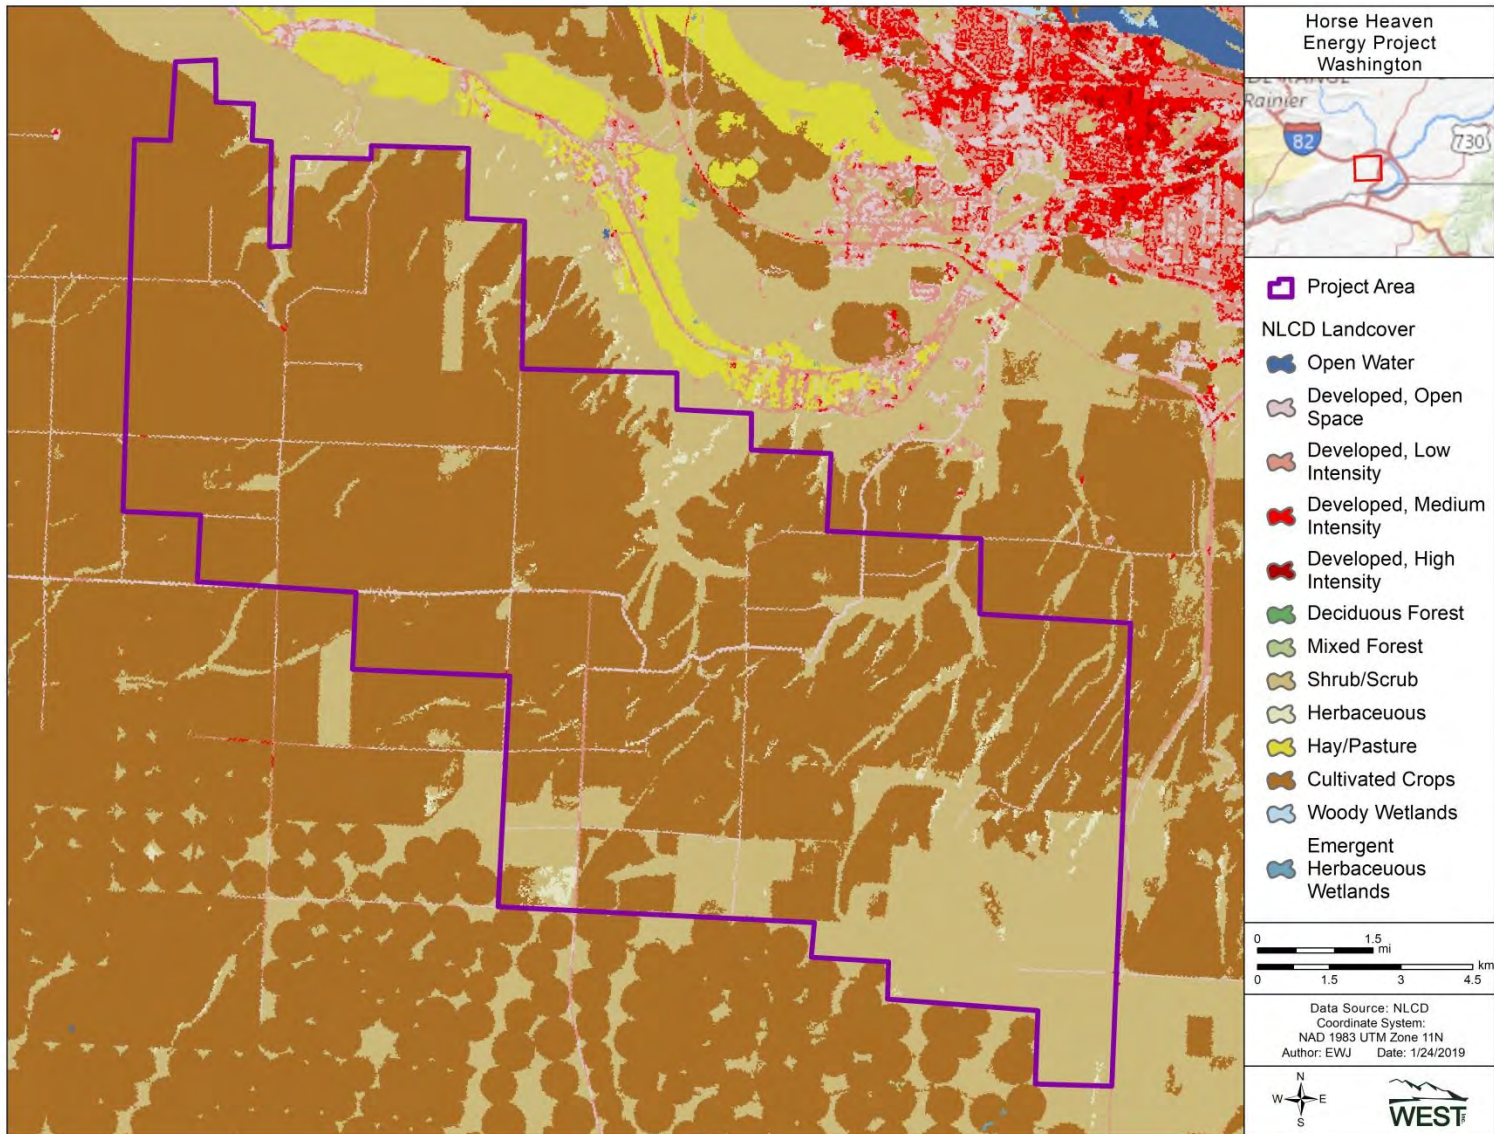 Horse Heaven
Energy Project
Washington
Rainier
82
730
Project Area
NLCD Landcover
Open Water
Developed, Open
Space
Developed, Low
Intensity
Developed, Medium
Intensity
Developed, High
Intensity
Deciduous Forest
Mixed Forest
Shrub/Scrub
Herbaceuous
Hay/Pasture
Cultivated Crops
Woody Wetlands
Emergent
Herbaceuous
Wetlands
0 1.5
mi
km
0 1.5 3 4.5
Data Source: NLCD
Coordinate System:
NAD 1983 UTM Zone 11N
Author: EWJ Date: 1/24/2019
N
W E
S
WEST Inc.